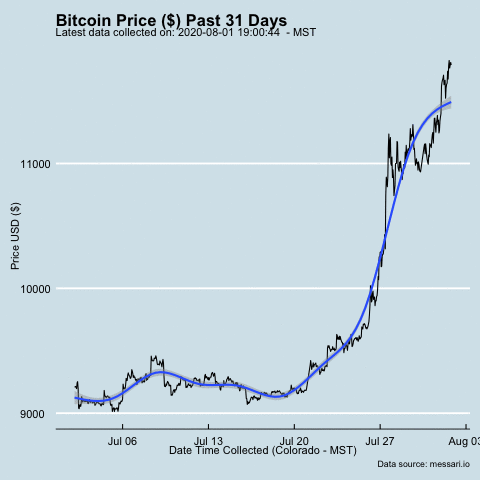 Bitcoin Price ($) Past 31 Days
Latest data collected on: 2020-08-01 19:00:44 - MST
11000
10000
9000
Price USD ($)
Jul 06 Jul 13 Jul 20 Jul 27 Aug 03
Date Time Collected (Colorado - MST)
Data source: messari.io